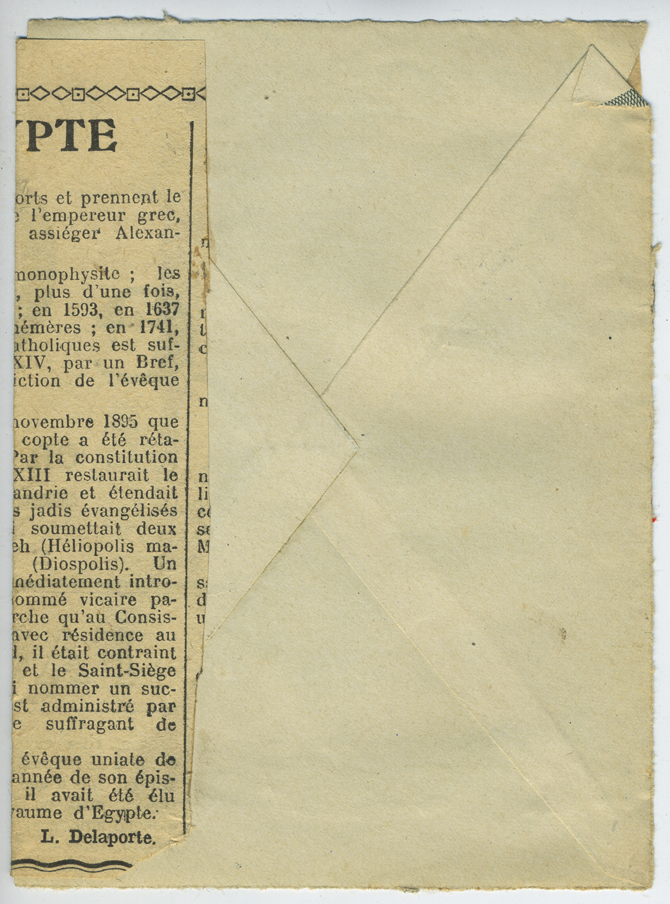 YPTE
orts et prennent le
e l'empereur grec,
assiéger Alexan-
monophysite ; les
, plus d'une fois,
; en 1593, en 1637
hémères ; en 1741,
atholiques est suf-
XIV, par un Bref,
iction de l'évêque
novembre 1895 que
copte a été réta-
Par la constitution
XIII restaurait le
andrie et étendait
s jadis évangélisés
i soumettait deux
eh (Héliopolis ma-
(Diospolis). Un
médiatement intro-
ommé vicaire pa-
rche qu'au Consis-
avec résidence au
l, il était contraint
et le Saint-Siège
i nommer un suc-
st administré par
e suffragant de
évêque uniate de
année de son épis-
il avait été élu
yaume d'Egypte.
L. Delaporte.